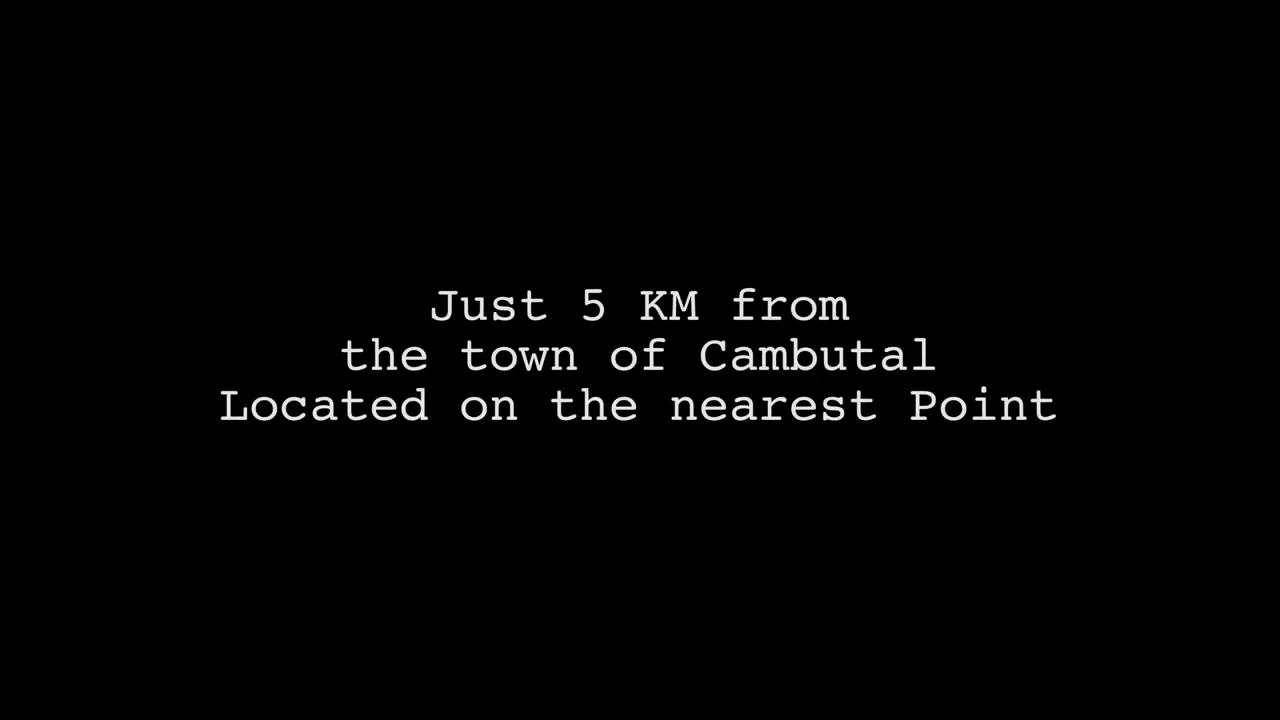 Just 5 KM from
the town of Cambutal
Located on the nearest Point